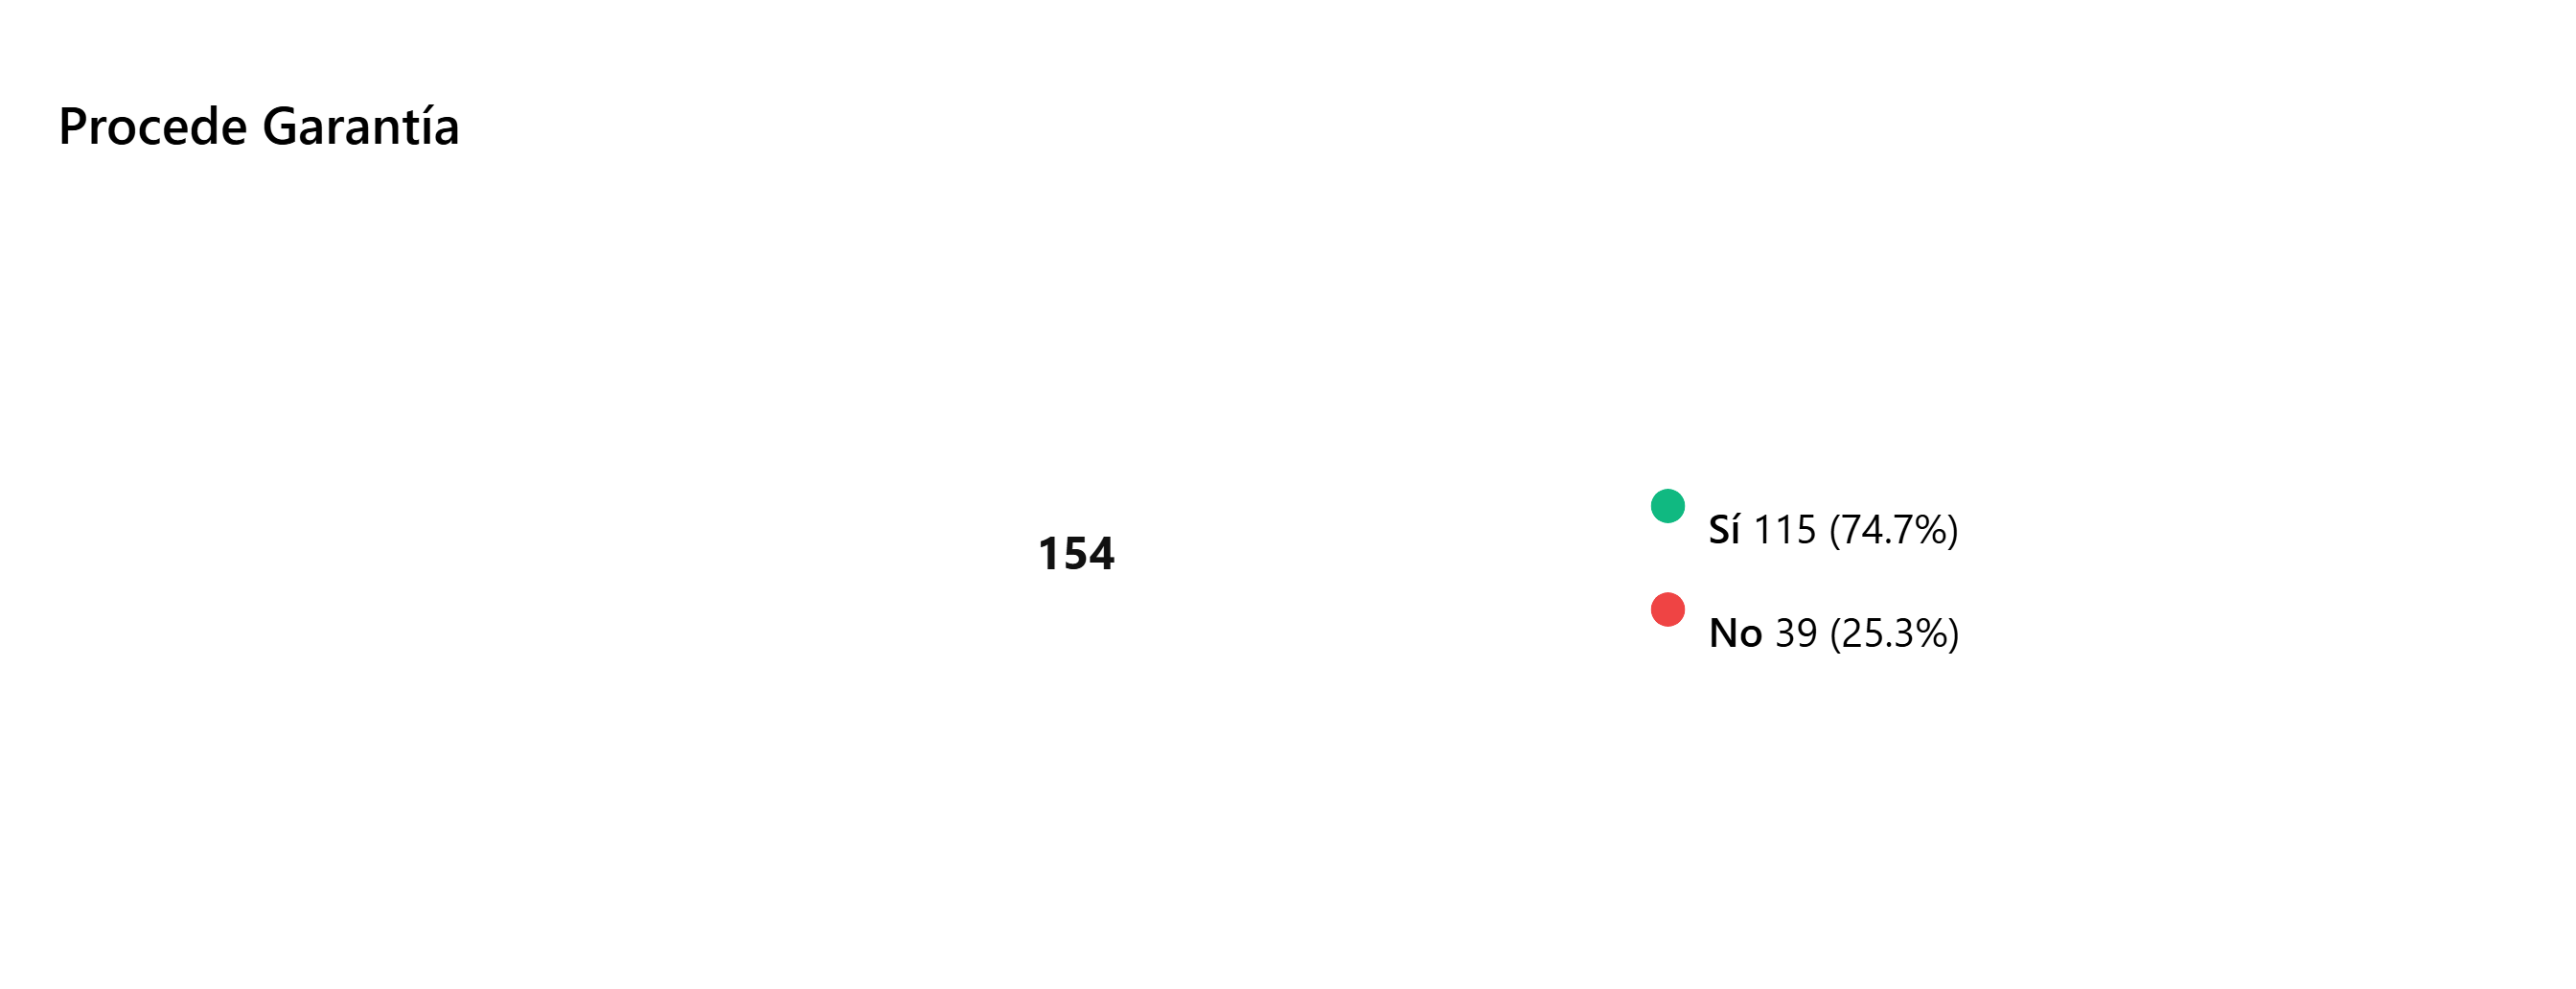 Procede Garantía
154
Sí 115 (74.7%)
No 39 (25.3%)